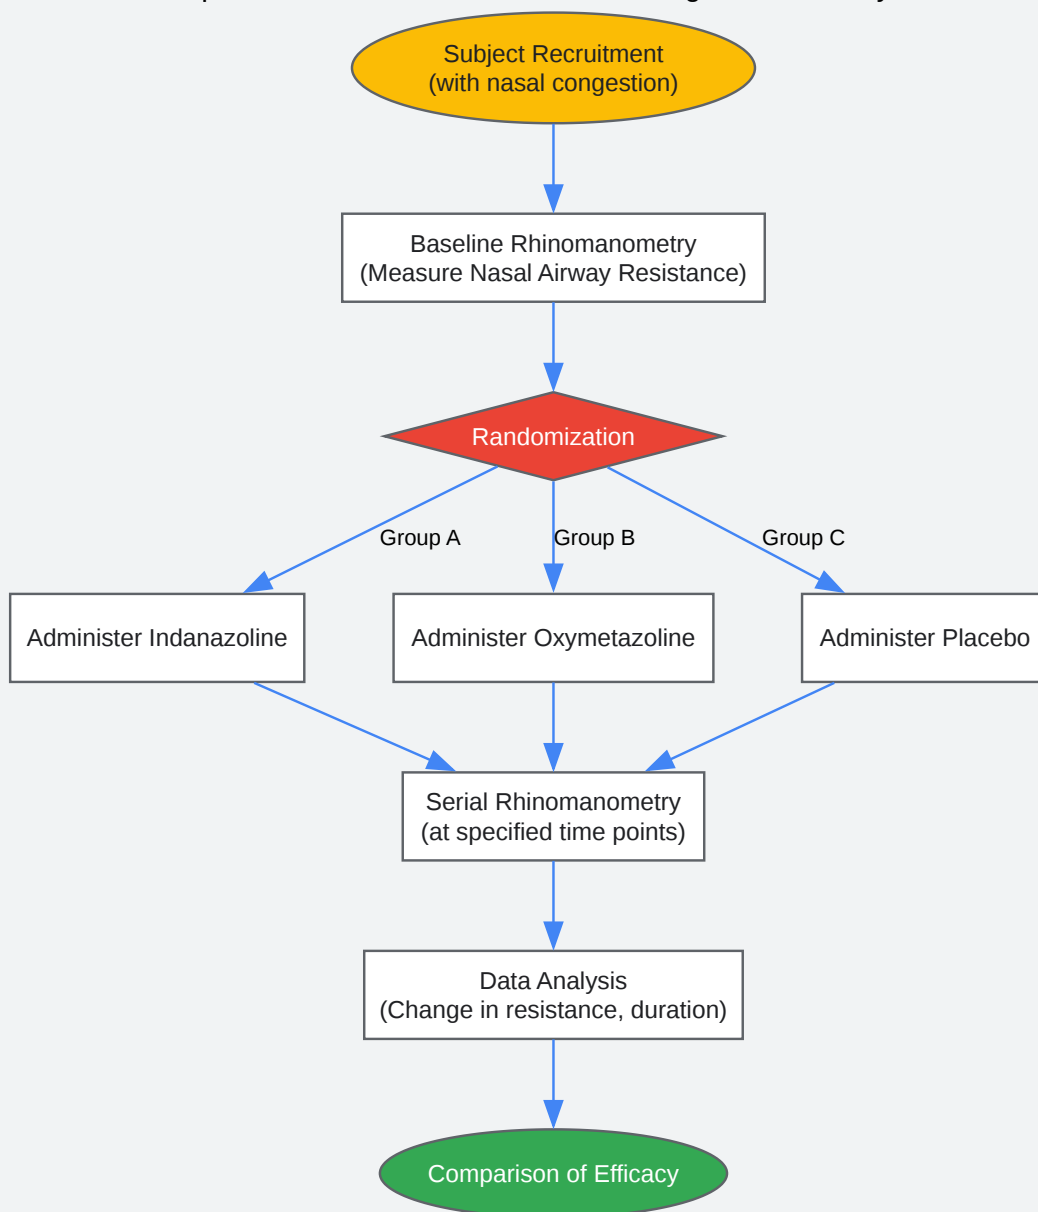 Subject Recruitment
(with nasal congestion)
Baseline Rhinomanometry
(Measure Nasal Airway Resistance)
Randomization
Group A
Group B
Group C
Administer Indanazoline
Administer Oxymetazoline
Administer Placebo
Serial Rhinomanometry
(at specified time points)
Data Analysis
(Change in resistance, duration)
Comparison of Efficacy